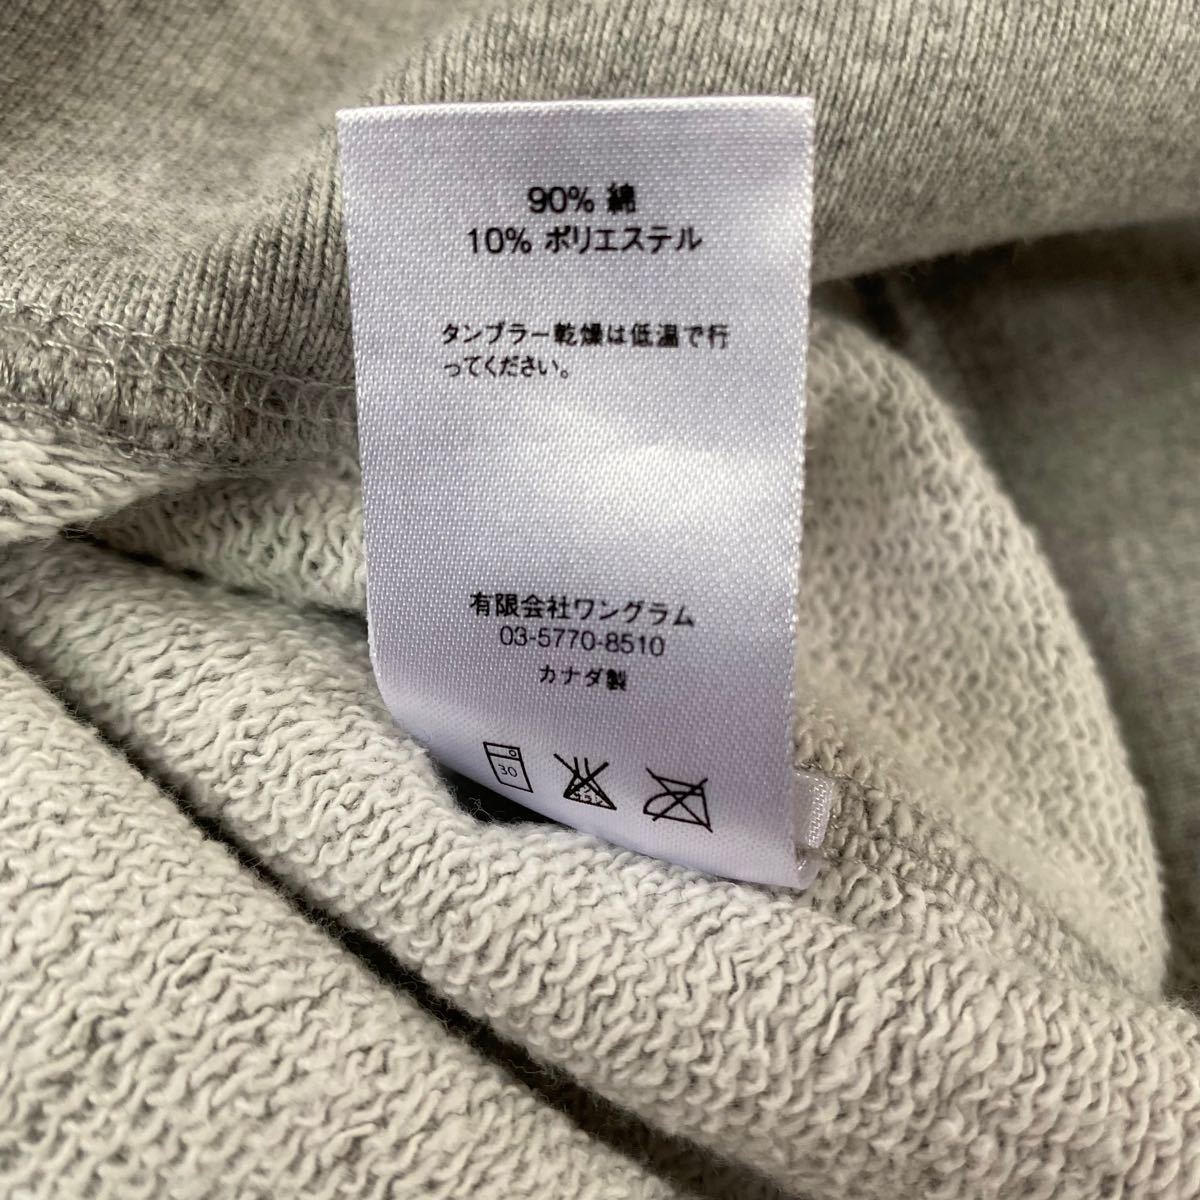 90% 綿
10% ポリエステル
タンブラー乾燥は低温で行
ってください。
有限会社ワングラム
03-5770-8510
カナダ製
30